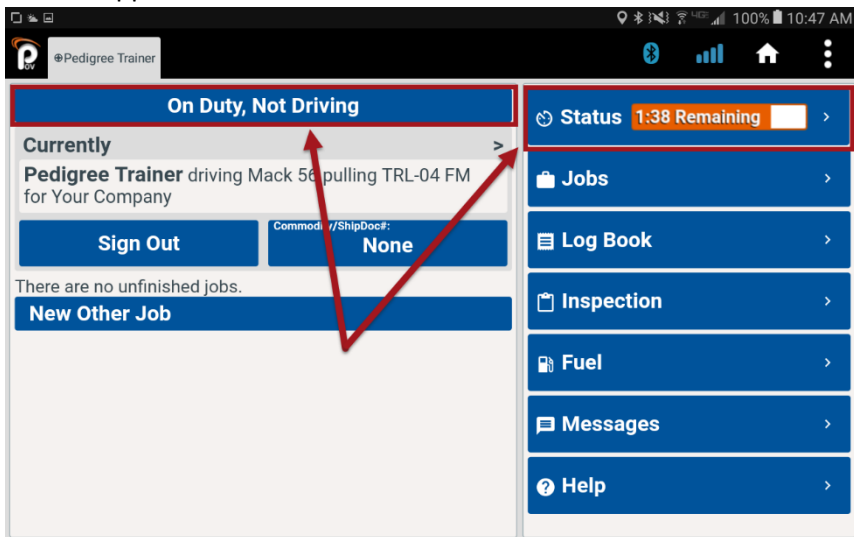 100% 10:47 AM
Pov
Pedigree Trainer
On Duty, Not Driving
Currently >
Pedigree Trainer driving Mack 56 pulling TRL-04 FM
for Your Company
Sign Out
Commodity/ShipDoc#:
None
There are no unfinished jobs.
New Other Job
Status 1:38 Remaining >
Jobs >
Log Book >
Inspection >
Fuel >
Messages >
Help >